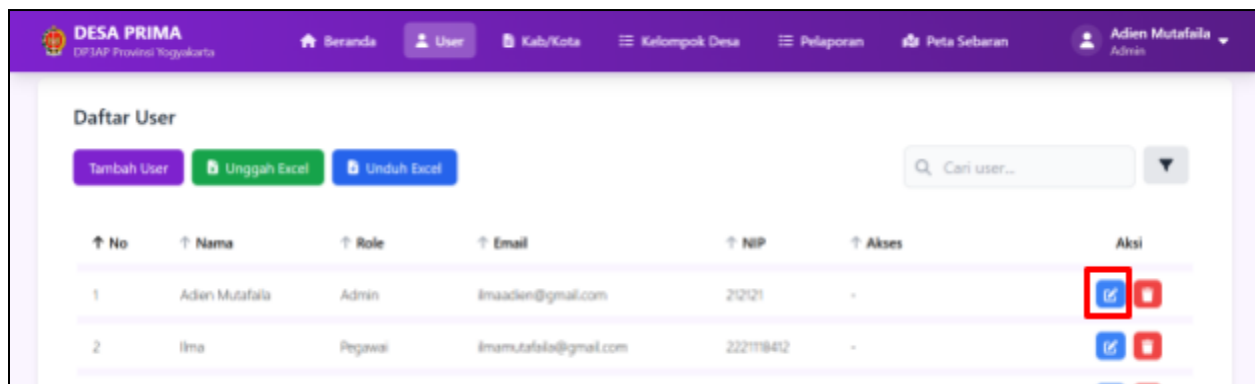 DESA PRIMA
DP3AP Provinsi Yogyakarta
Beranda
User
Kab/Kota
Kelompok Desa
Pelaporan
Peta Sebaran
Adien Mutafaila
Admin
Daftar User
Tambah User
Unggah Excel
Unduh Excel
Cari user...
No Nama Role Email NIP Akses Aksi
1 Adien Mutafaila Admin ilmaadien@gmail.com 212121 -
2 Ilma Pegawai ilmamutafaila@gmail.com 2221118412 -